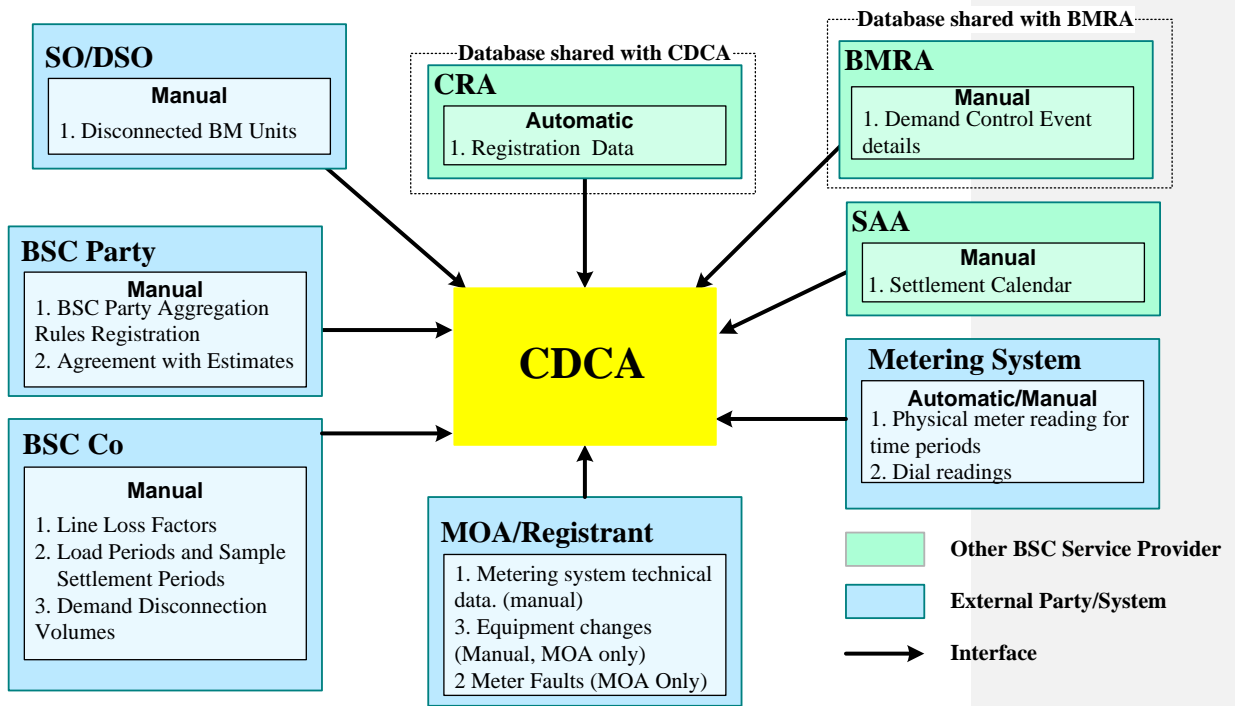 Database shared with BMRA
SO/DSO
Manual
1. Disconnected BM Units
Database shared with CDCA
CRA
Automatic
1. Registration Data
BMRA
Manual
1. Demand Control Event
details
SAA
Manual
1. Settlement Calendar
BSC Party
Manual
1. BSC Party Aggregation
Rules Registration
2. Agreement with Estimates
CDCA
Metering System
Automatic/Manual
1. Physical meter reading for
time periods
2. Dial readings
BSC Co
Manual
1. Line Loss Factors
2. Load Periods and Sample
Settlement Periods
3. Demand Disconnection
Volumes
MOA/Registrant
1. Metering system technical
data. (manual)
3. Equipment changes
(Manual, MOA only)
2 Meter Faults (MOA Only)
Other BSC Service Provider
External Party/System
Interface